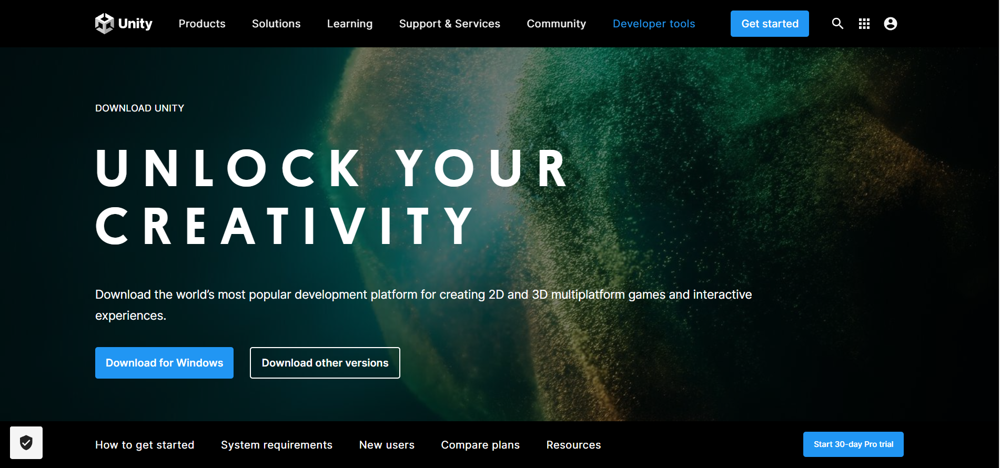 Unity Products Solutions Learning Support & Services Community Developer tools Get started
DOWNLOAD UNITY
UNLOCK YOUR
CREATIVITY
Download the world’s most popular development platform for creating 2D and 3D multiplatform games and interactive
experiences.
Download for Windows Download other versions
How to get started System requirements New users Compare plans Resources Start 30-day Pro trial